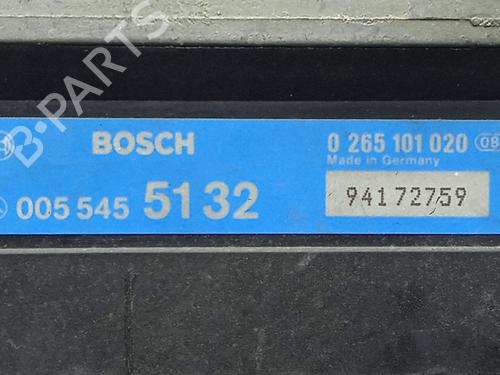 BOSCH
0 265 101 020
Made in Germany
005 545 51 32
94172759
B-PARTS